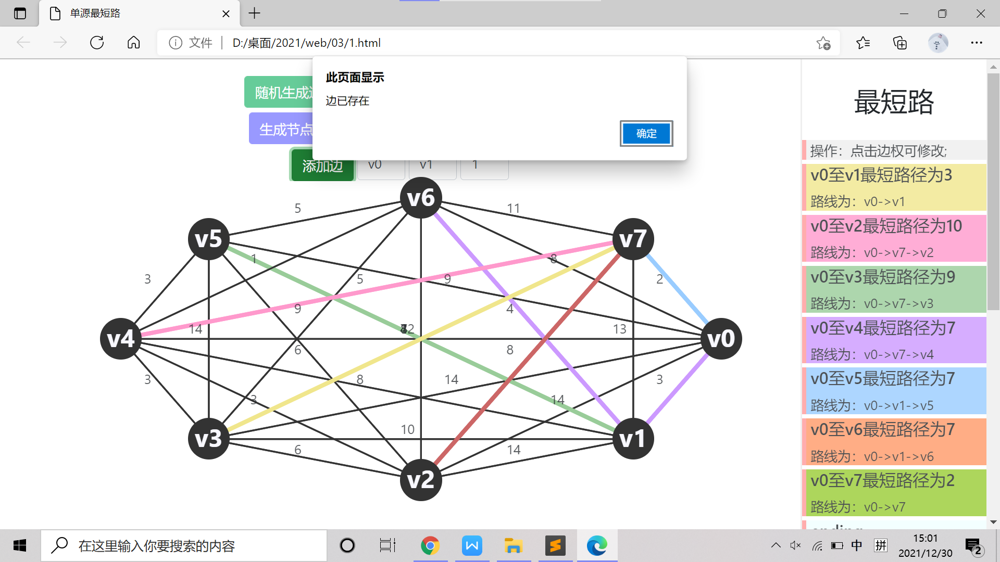 单源最短路
文件
D:/桌面/2021/web/03/1.html
此页面显示
边已存在
确定
随机生成
生成节点
添加边
v0
v1
1
v6
v5
v7
v4
v0
v3
v1
v2
5
11
1
8
3
5
9
2
9
4
14
13
6
8
3
8
14
3
3
14
10
6
14
最短路
操作：点击边权可修改;
v0至v1最短路径为3
路线为：v0->v1
v0至v2最短路径为10
路线为：v0->v7->v2
v0至v3最短路径为9
路线为：v0->v7->v3
v0至v4最短路径为7
路线为：v0->v7->v4
v0至v5最短路径为7
路线为：v0->v1->v5
v0至v6最短路径为7
路线为：v0->v1->v6
v0至v7最短路径为2
路线为：v0->v7
在这里输入你要搜索的内容
中
拼
15:01
2021/12/30
2